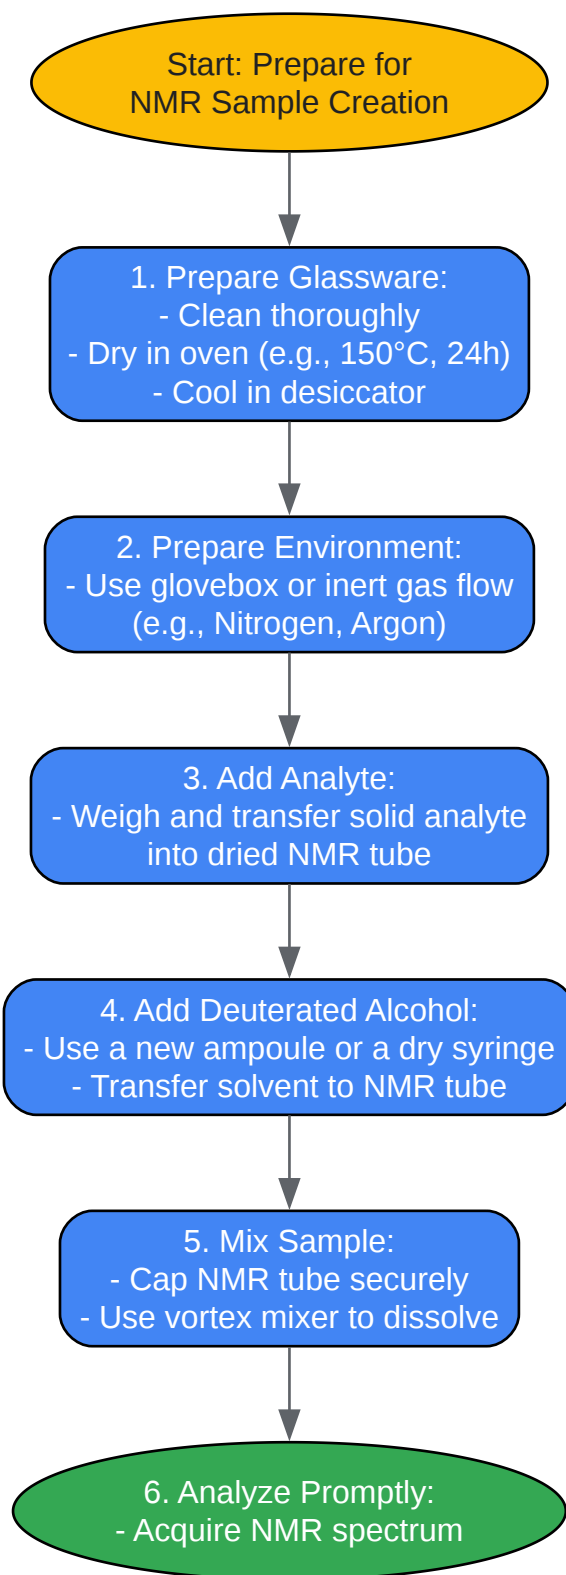 Start: Prepare for
NMR Sample Creation
1. Prepare Glassware:
- Clean thoroughly
- Dry in oven (e.g., 150°C, 24h)
- Cool in desiccator
2. Prepare Environment:
- Use glovebox or inert gas flow
(e.g., Nitrogen, Argon)
3. Add Analyte:
- Weigh and transfer solid analyte
into dried NMR tube
4. Add Deuterated Alcohol:
- Use a new ampoule or a dry syringe
- Transfer solvent to NMR tube
5. Mix Sample:
- Cap NMR tube securely
- Use vortex mixer to dissolve
6. Analyze Promptly:
- Acquire NMR spectrum